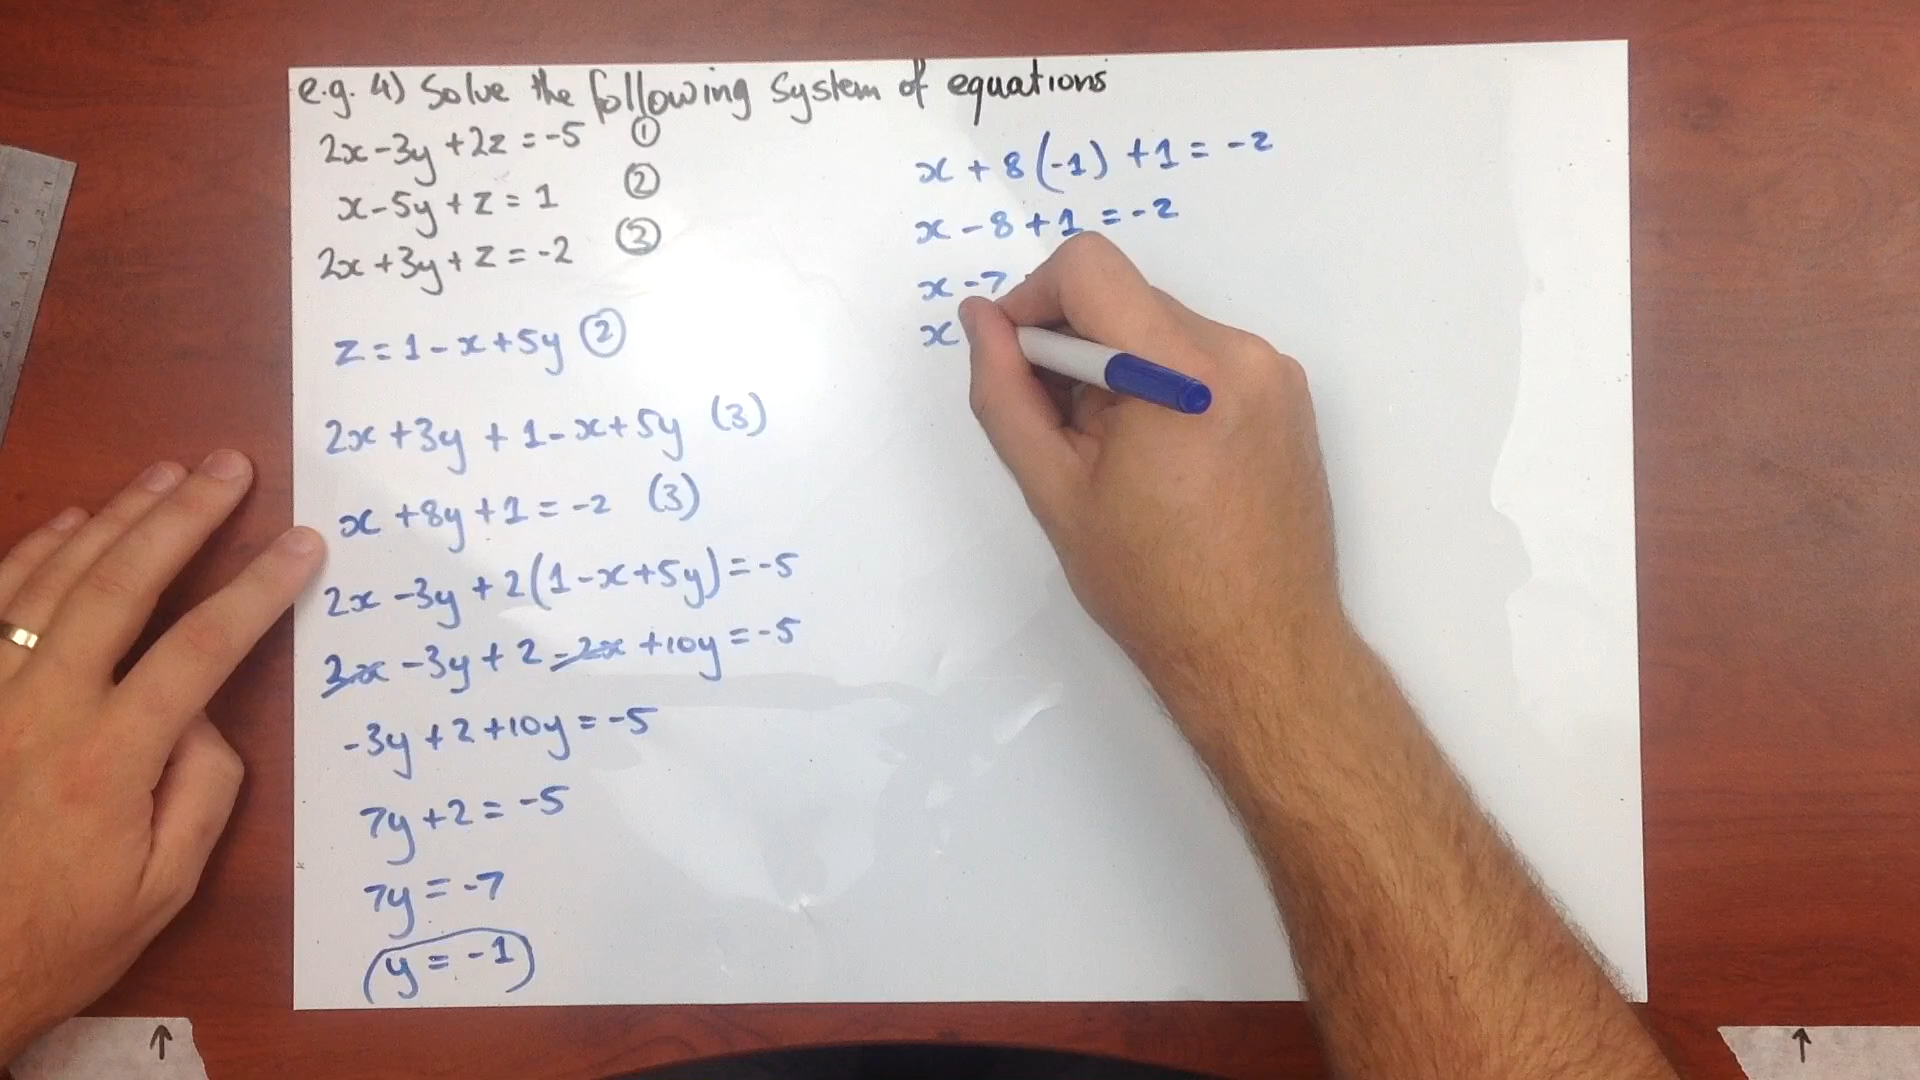 e.g. 4) Solve the following system of equations
2x-3y+2z=-5 ①
x-5y+z=1 ②
2x+3y+z=-2 ③
z=1-x+5y ②
2x+3y+1-x+5y (3)
x+8y+1=-2 (3)
2x-3y+2(1-x+5y)=-5
2x-3y+2-2x+10y=-5
-3y+2+10y=-5
7y+2=-5
7y=-7
y=-1
x+8(-1)+1=-2
x-8+1=-2
x-7
x